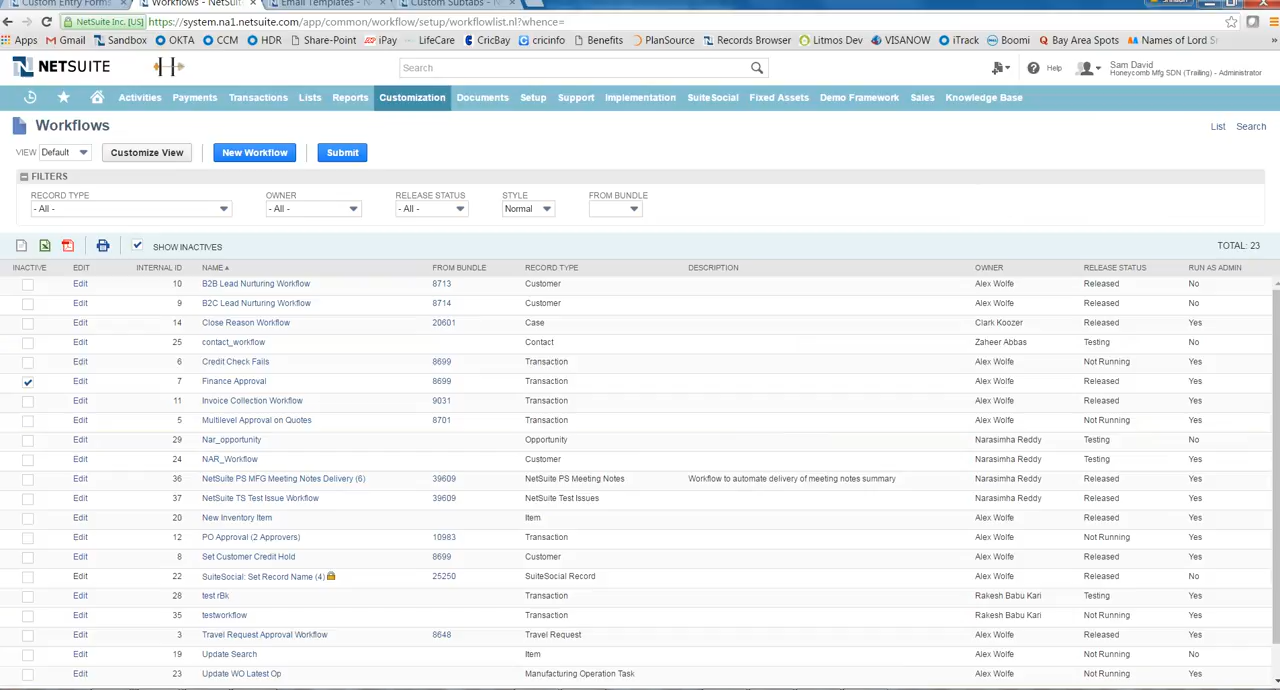 Custom Entry Forms
Workflows - NetSuite
Email Templates - NetS
Custom Subtabs - NetS
NetSuite Inc. [US] https://system.na1.netsuite.com/app/common/workflow/setup/workflowlist.nl?whence=
Apps Gmail Sandbox OKTA CCM HDR Share-Point iPay LifeCare CrieBay cricinfo Benefits PlanSource Records Browser Litmos Dev VISANOW iTrack Boomi Bay Area Spots Names of Lord S »
NETSUITE
Search
Help
Sam David
Honeycomb Mfg SDN (Trailing) - Administrator
Activities Payments Transactions Lists Reports Customization Documents Setup Support Implementation SuiteSocial Fixed Assets Demo Framework Sales Knowledge Base
Workflows
List Search
VIEW Default Customize View New Workflow Submit
FILTERS
RECORD TYPE OWNER RELEASE STATUS STYLE FROM BUNDLE
- All - - All - - All - Normal
SHOW INACTIVES TOTAL: 23
INACTIVE EDIT INTERNAL ID NAME FROM BUNDLE RECORD TYPE DESCRIPTION OWNER RELEASE STATUS RUN AS ADMIN
Edit 10 B2B Lead Nurturing Workflow 8713 Customer Alex Wolfe Released No
Edit 9 B2C Lead Nurturing Workflow 8714 Customer Alex Wolfe Released No
Edit 14 Close Reason Workflow 20601 Case Clark Koozer Released Yes
Edit 25 contact_workflow Contact Zaheer Abbas Testing No
Edit 6 Credit Check Fails 8699 Transaction Alex Wolfe Not Running Yes
Edit 7 Finance Approval 8699 Transaction Alex Wolfe Released Yes
Edit 11 Invoice Collection Workflow 9031 Transaction Alex Wolfe Released Yes
Edit 5 Multilevel Approval on Quotes 8701 Transaction Alex Wolfe Not Running Yes
Edit 29 Nar_opportunity Opportunity Narasimha Reddy Testing No
Edit 24 NAR_Workflow Customer Narasimha Reddy Testing Yes
Edit 36 NetSuite PS MFG Meeting Notes Delivery (6) 39609 NetSuite PS Meeting Notes Workflow to automate delivery of meeting notes summary Narasimha Reddy Released Yes
Edit 37 NetSuite TS Test Issue Workflow 39609 NetSuite Test Issues Narasimha Reddy Released Yes
Edit 20 New Inventory Item Item Alex Wolfe Released Yes
Edit 12 PO Approval (2 Approvers) 10983 Transaction Alex Wolfe Not Running Yes
Edit 8 Set Customer Credit Hold 8699 Customer Alex Wolfe Released Yes
Edit 22 SuiteSocial: Set Record Name (4) 25250 SuiteSocial Record Alex Wolfe Released No
Edit 28 test rBk Transaction Rakesh Babu Kari Testing Yes
Edit 35 testworkflow Transaction Rakesh Babu Kari Not Running Yes
Edit 3 Travel Request Approval Workflow 8648 Travel Request Alex Wolfe Released Yes
Edit 19 Update Search Item Alex Wolfe Not Running No
Edit 23 Update WO Latest Op Manufacturing Operation Task Alex Wolfe Not Running Yes